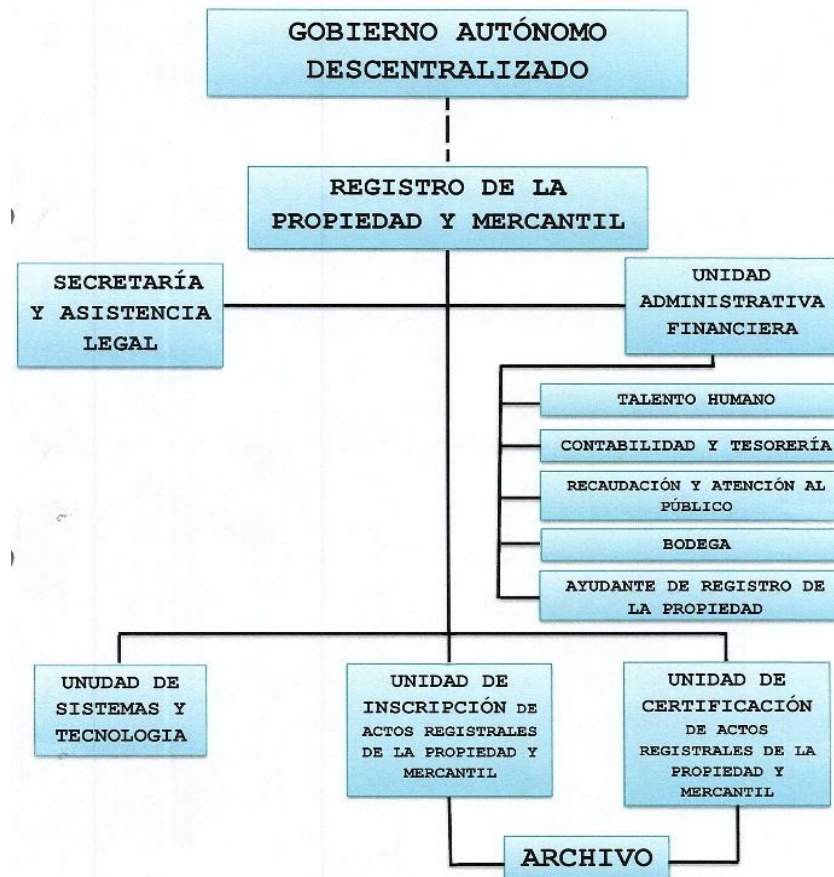 GOBIERNO AUTÓNOMO
DESCENTRALIZADO
REGISTRO DE LA
PROPIEDAD Y MERCANTIL
SECRETARÍA
Y ASISTENCIA
LEGAL
UNIDAD
ADMINISTRATIVA
FINANCIERA
TALENTO HUMANO
CONTABILIDAD Y TESORERÍA
RECAUDACIÓN Y ATENCIÓN AL
PÚBLICO
BODEGA
AYUDANTE DE REGISTRO DE
LA PROPIEDAD
UNUDAD DE
SISTEMAS Y
TECNOLOGIA
UNIDAD DE
INSCRIPCIÓN DE
ACTOS REGISTRALES
DE LA PROPIEDAD Y
MERCANTIL
UNIDAD DE
CERTIFICACIÓN
DE ACTOS
REGISTRALES DE LA
PROPIEDAD Y
MERCANTIL
ARCHIVO